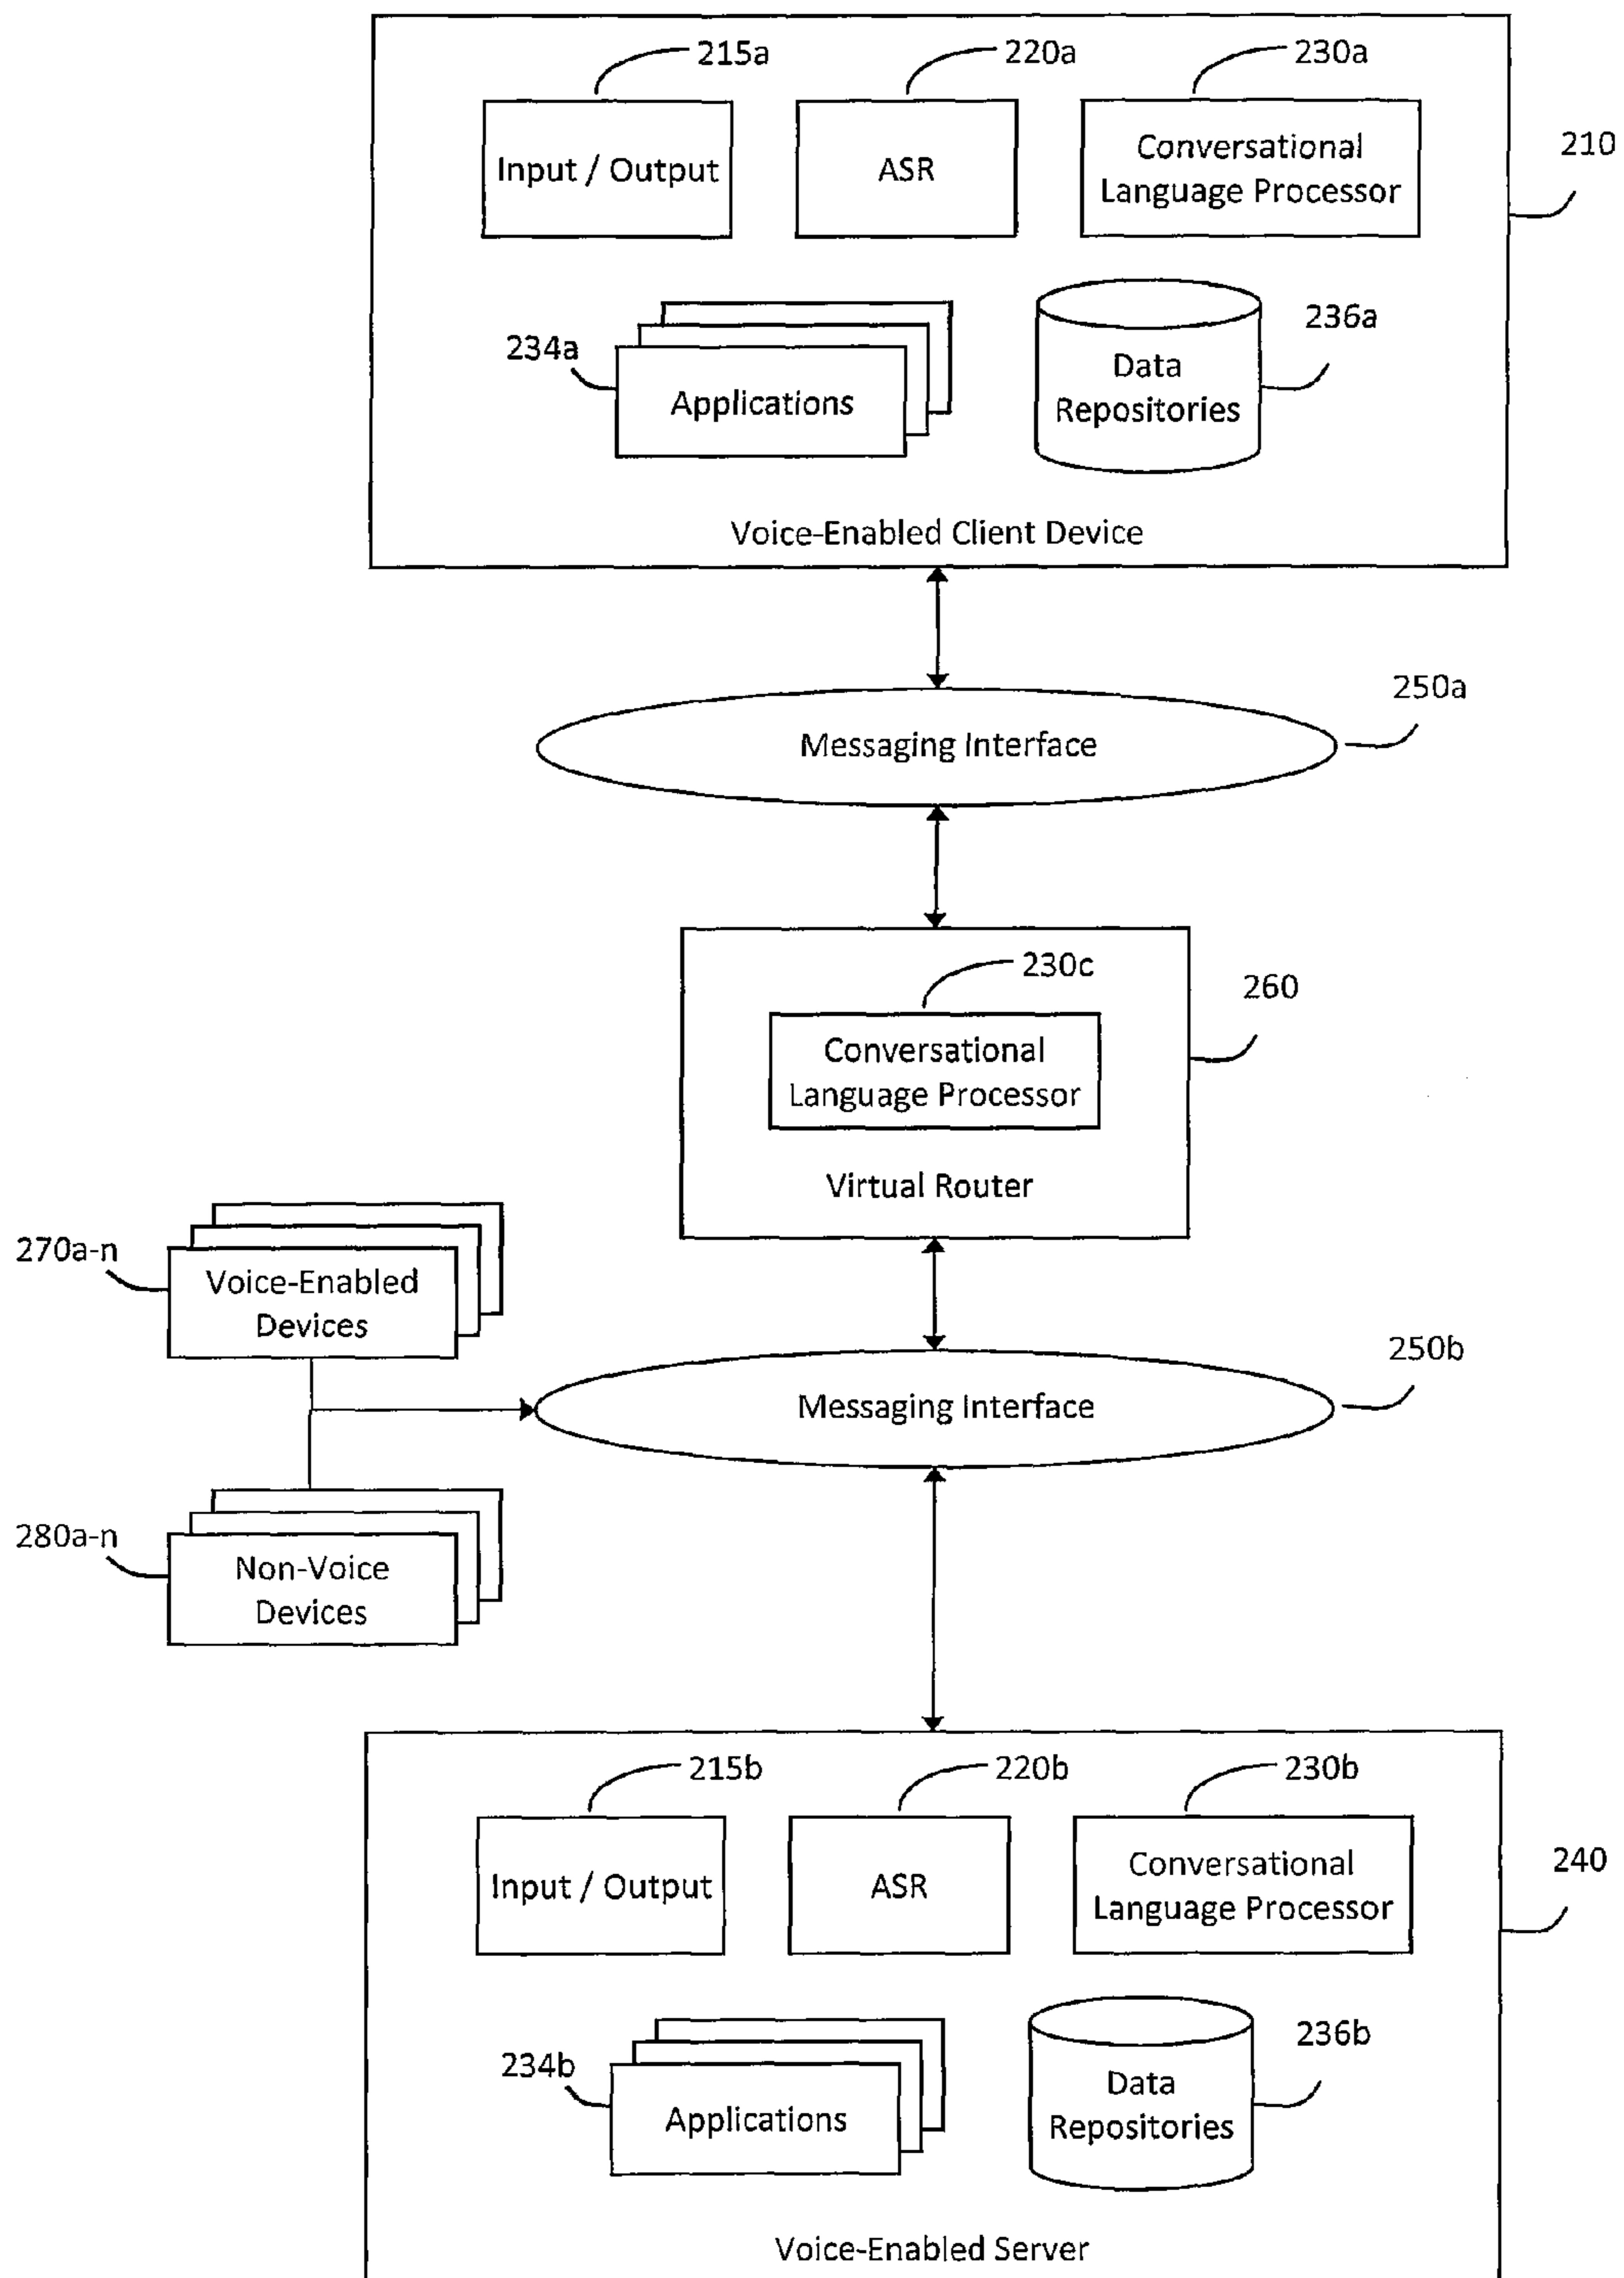 215a
220a
230a
Input / Output
ASR
Conversational
Language Processor
210
234a
Applications
Data
Repositories
236a
Voice-Enabled Client Device
250a
Messaging Interface
230c
260
Conversational
Language Processor
Virtual Router
270a-n
Voice-Enabled
Devices
250b
Messaging Interface
280a-n
Non-Voice
Devices
215b
220b
230b
Input / Output
ASR
Conversational
Language Processor
240
234b
Applications
Data
Repositories
236b
Voice-Enabled Server